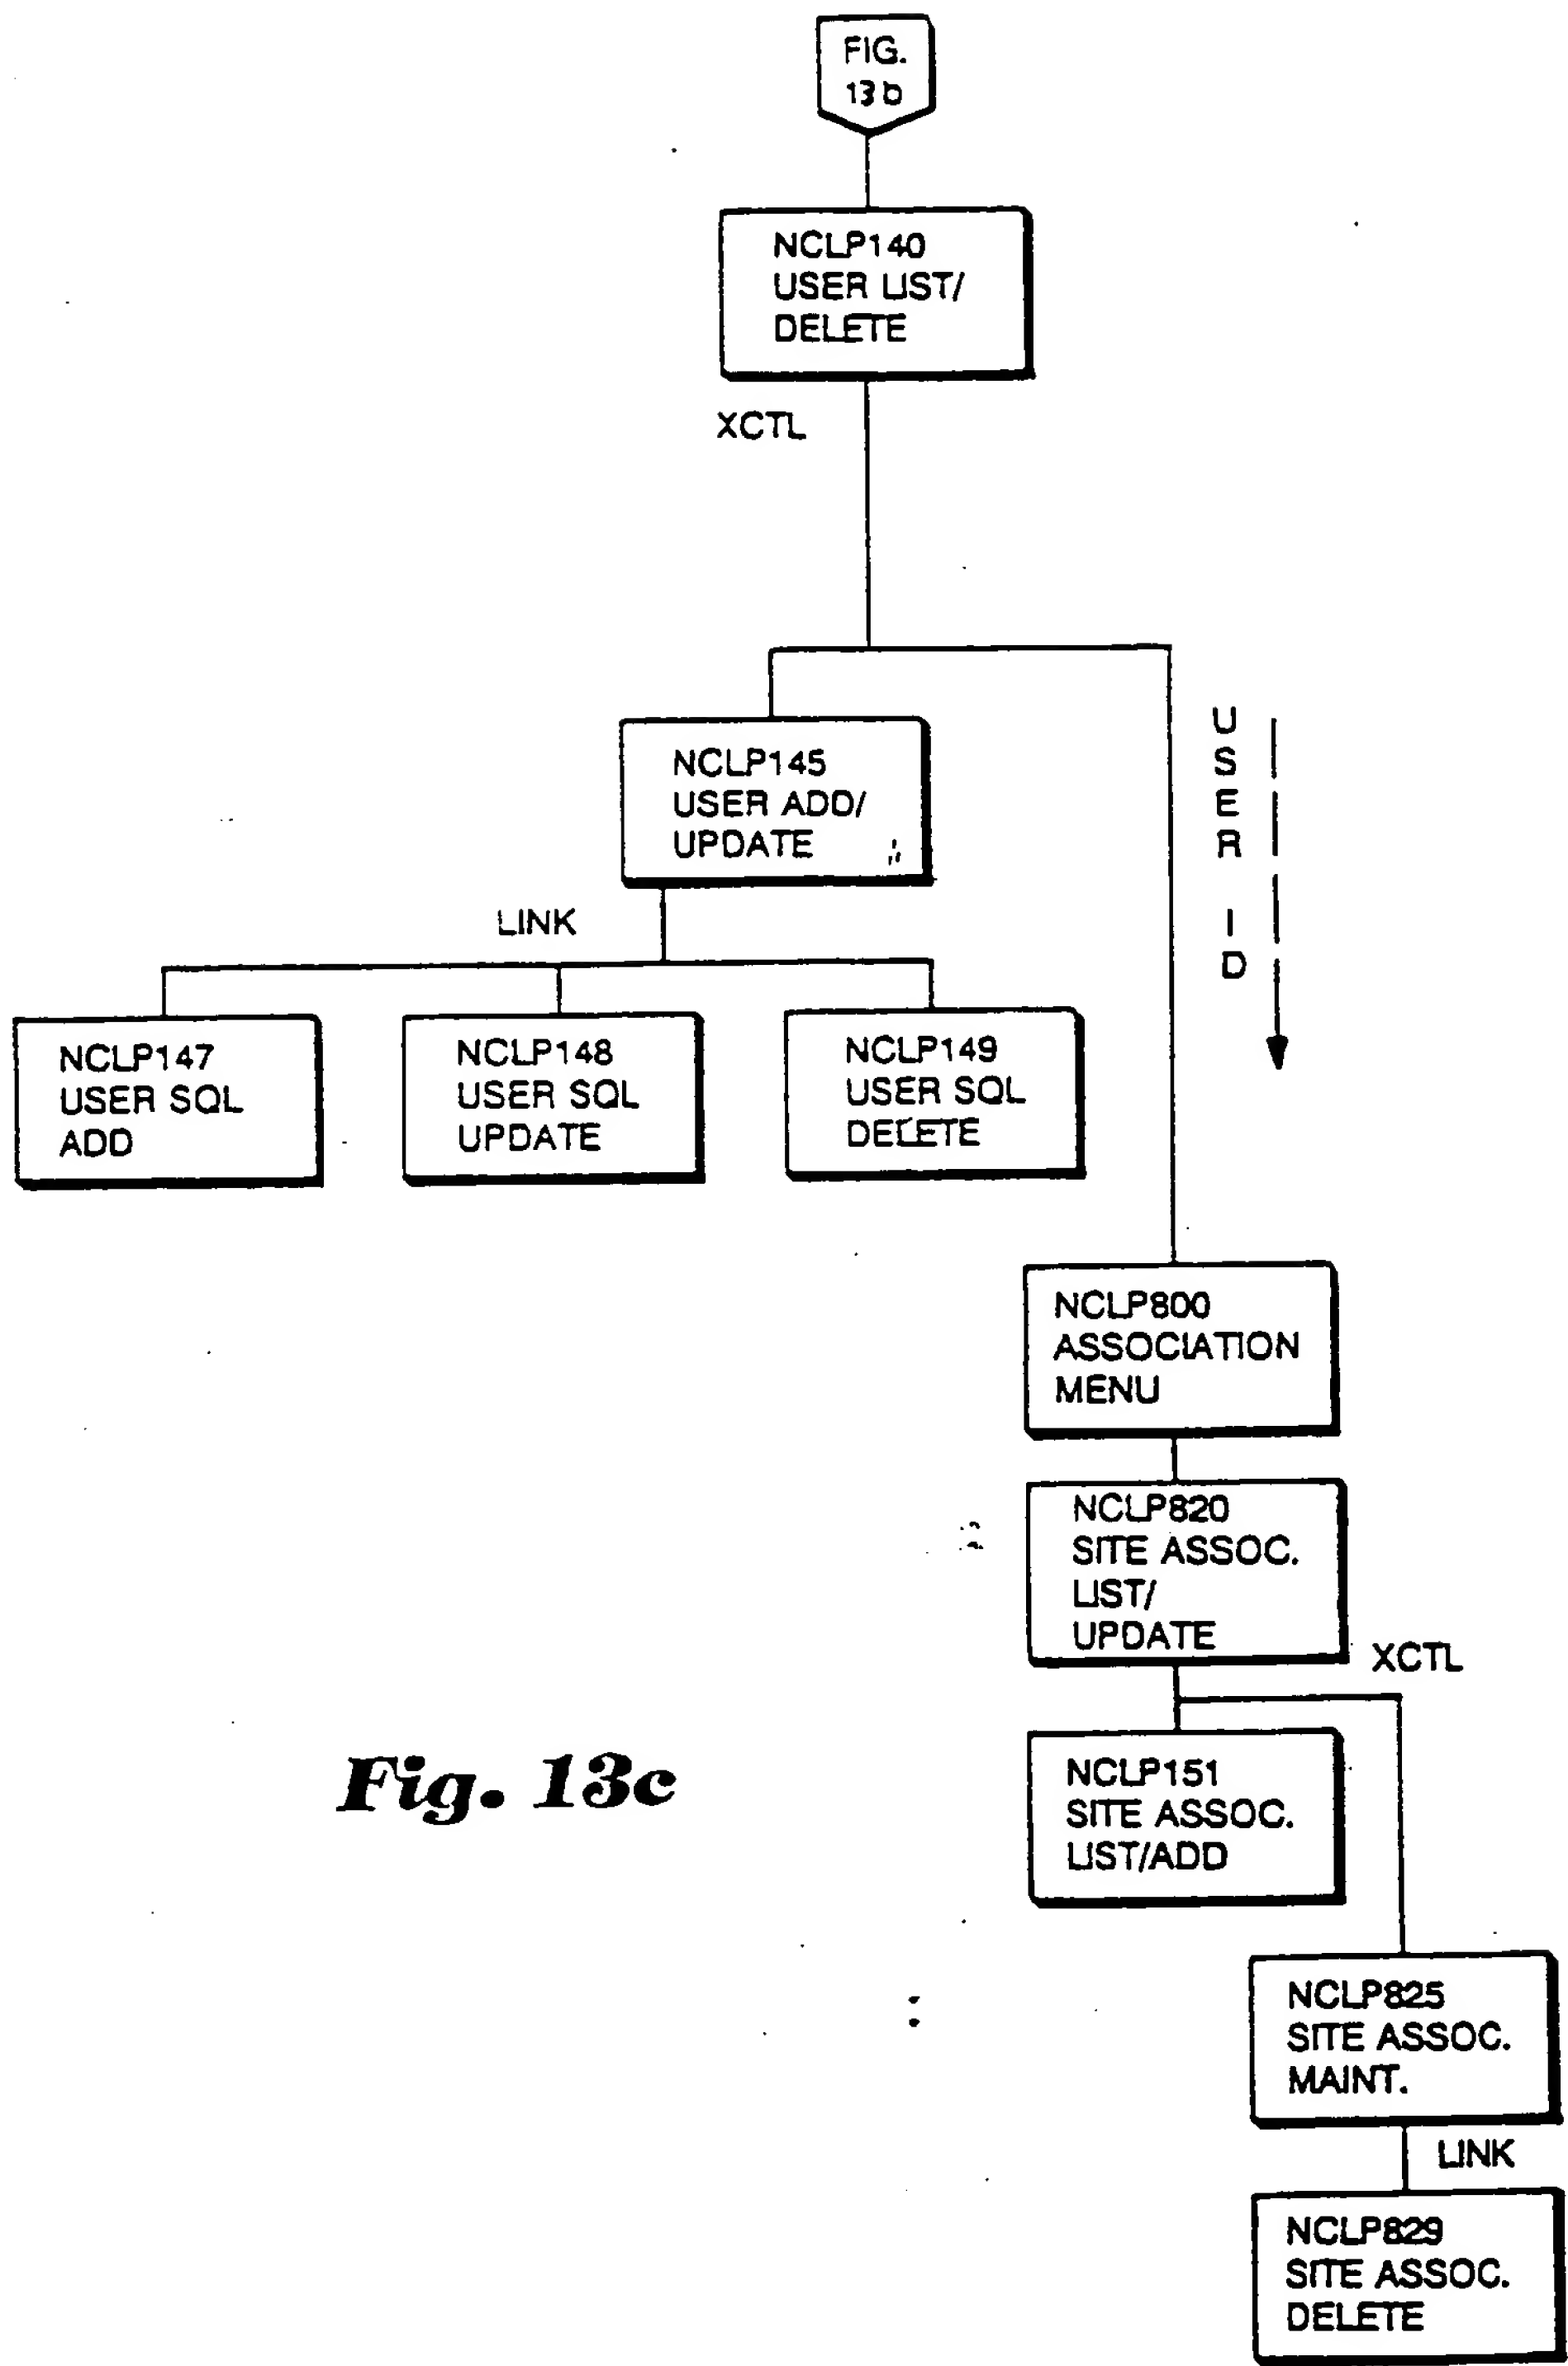 FIG.
13b
NCLP140
USER LIST/
DELETE
XCTL
NCLP145
USER ADD/
UPDATE
USER ID
LINK
NCLP147
USER SQL
ADD
NCLP148
USER SQL
UPDATE
NCLP149
USER SQL
DELETE
NCLP800
ASSOCIATION
MENU
NCLP820
SITE ASSOC.
LIST/
UPDATE
XCTL
NCLP151
SITE ASSOC.
LIST/ADD
Fig. 13c
NCLP825
SITE ASSOC.
MAINT.
LINK
NCLP829
SITE ASSOC.
DELETE